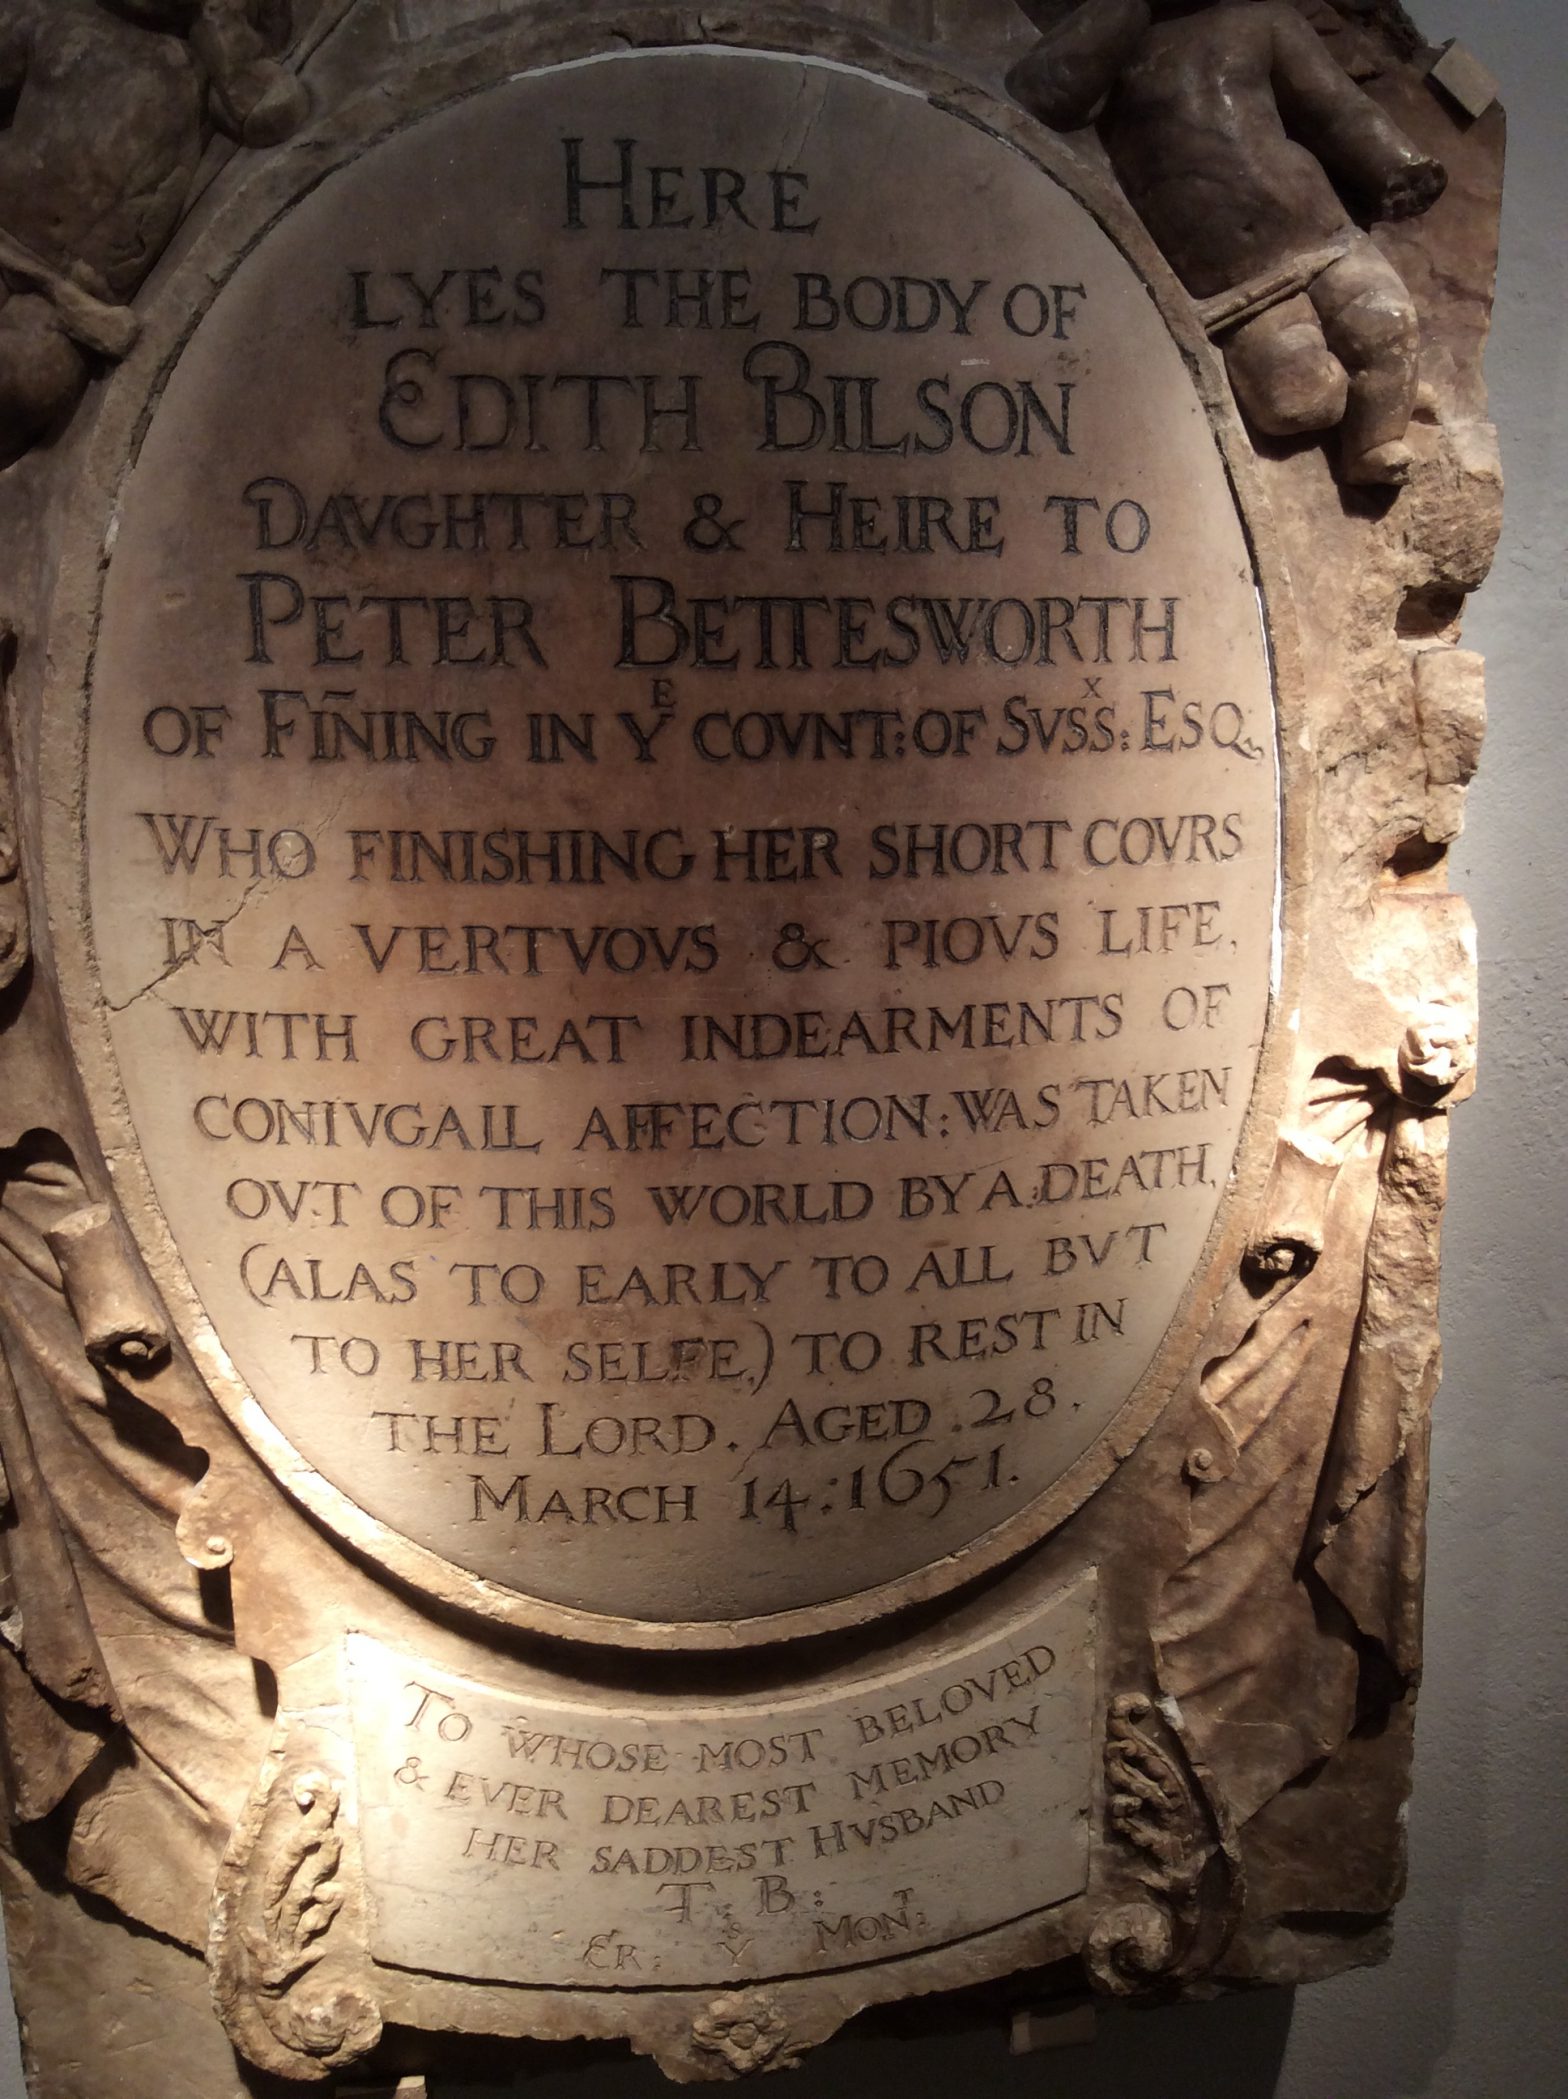 HERE
LYES THE BODY OF
EDITH BILSON
DAVGHTER & HEIRE TO
PETER BETTESWORTH
OF FIÑING IN Yᴱ COVNT: OF SVSSˣ: ESQ.
WHO FINISHING HER SHORT COVRS
IN A VERTVOVS & PIOVS LIFE,
WITH GREAT INDEARMENTS OF
CONIVGALL AFFECTION: WAS TAKEN
OVT OF THIS WORLD BY A DEATH,
(ALAS TO EARLY TO ALL BVT
TO HER SELFE,) TO REST IN
THE LORD. AGED .28.
MARCH 14: 1651.
TO WHOSE MOST BELOVED
& EVER DEAREST MEMORY
HER SADDEST HVSBAND
T. B:
ER: Yˢ MONᵀ: